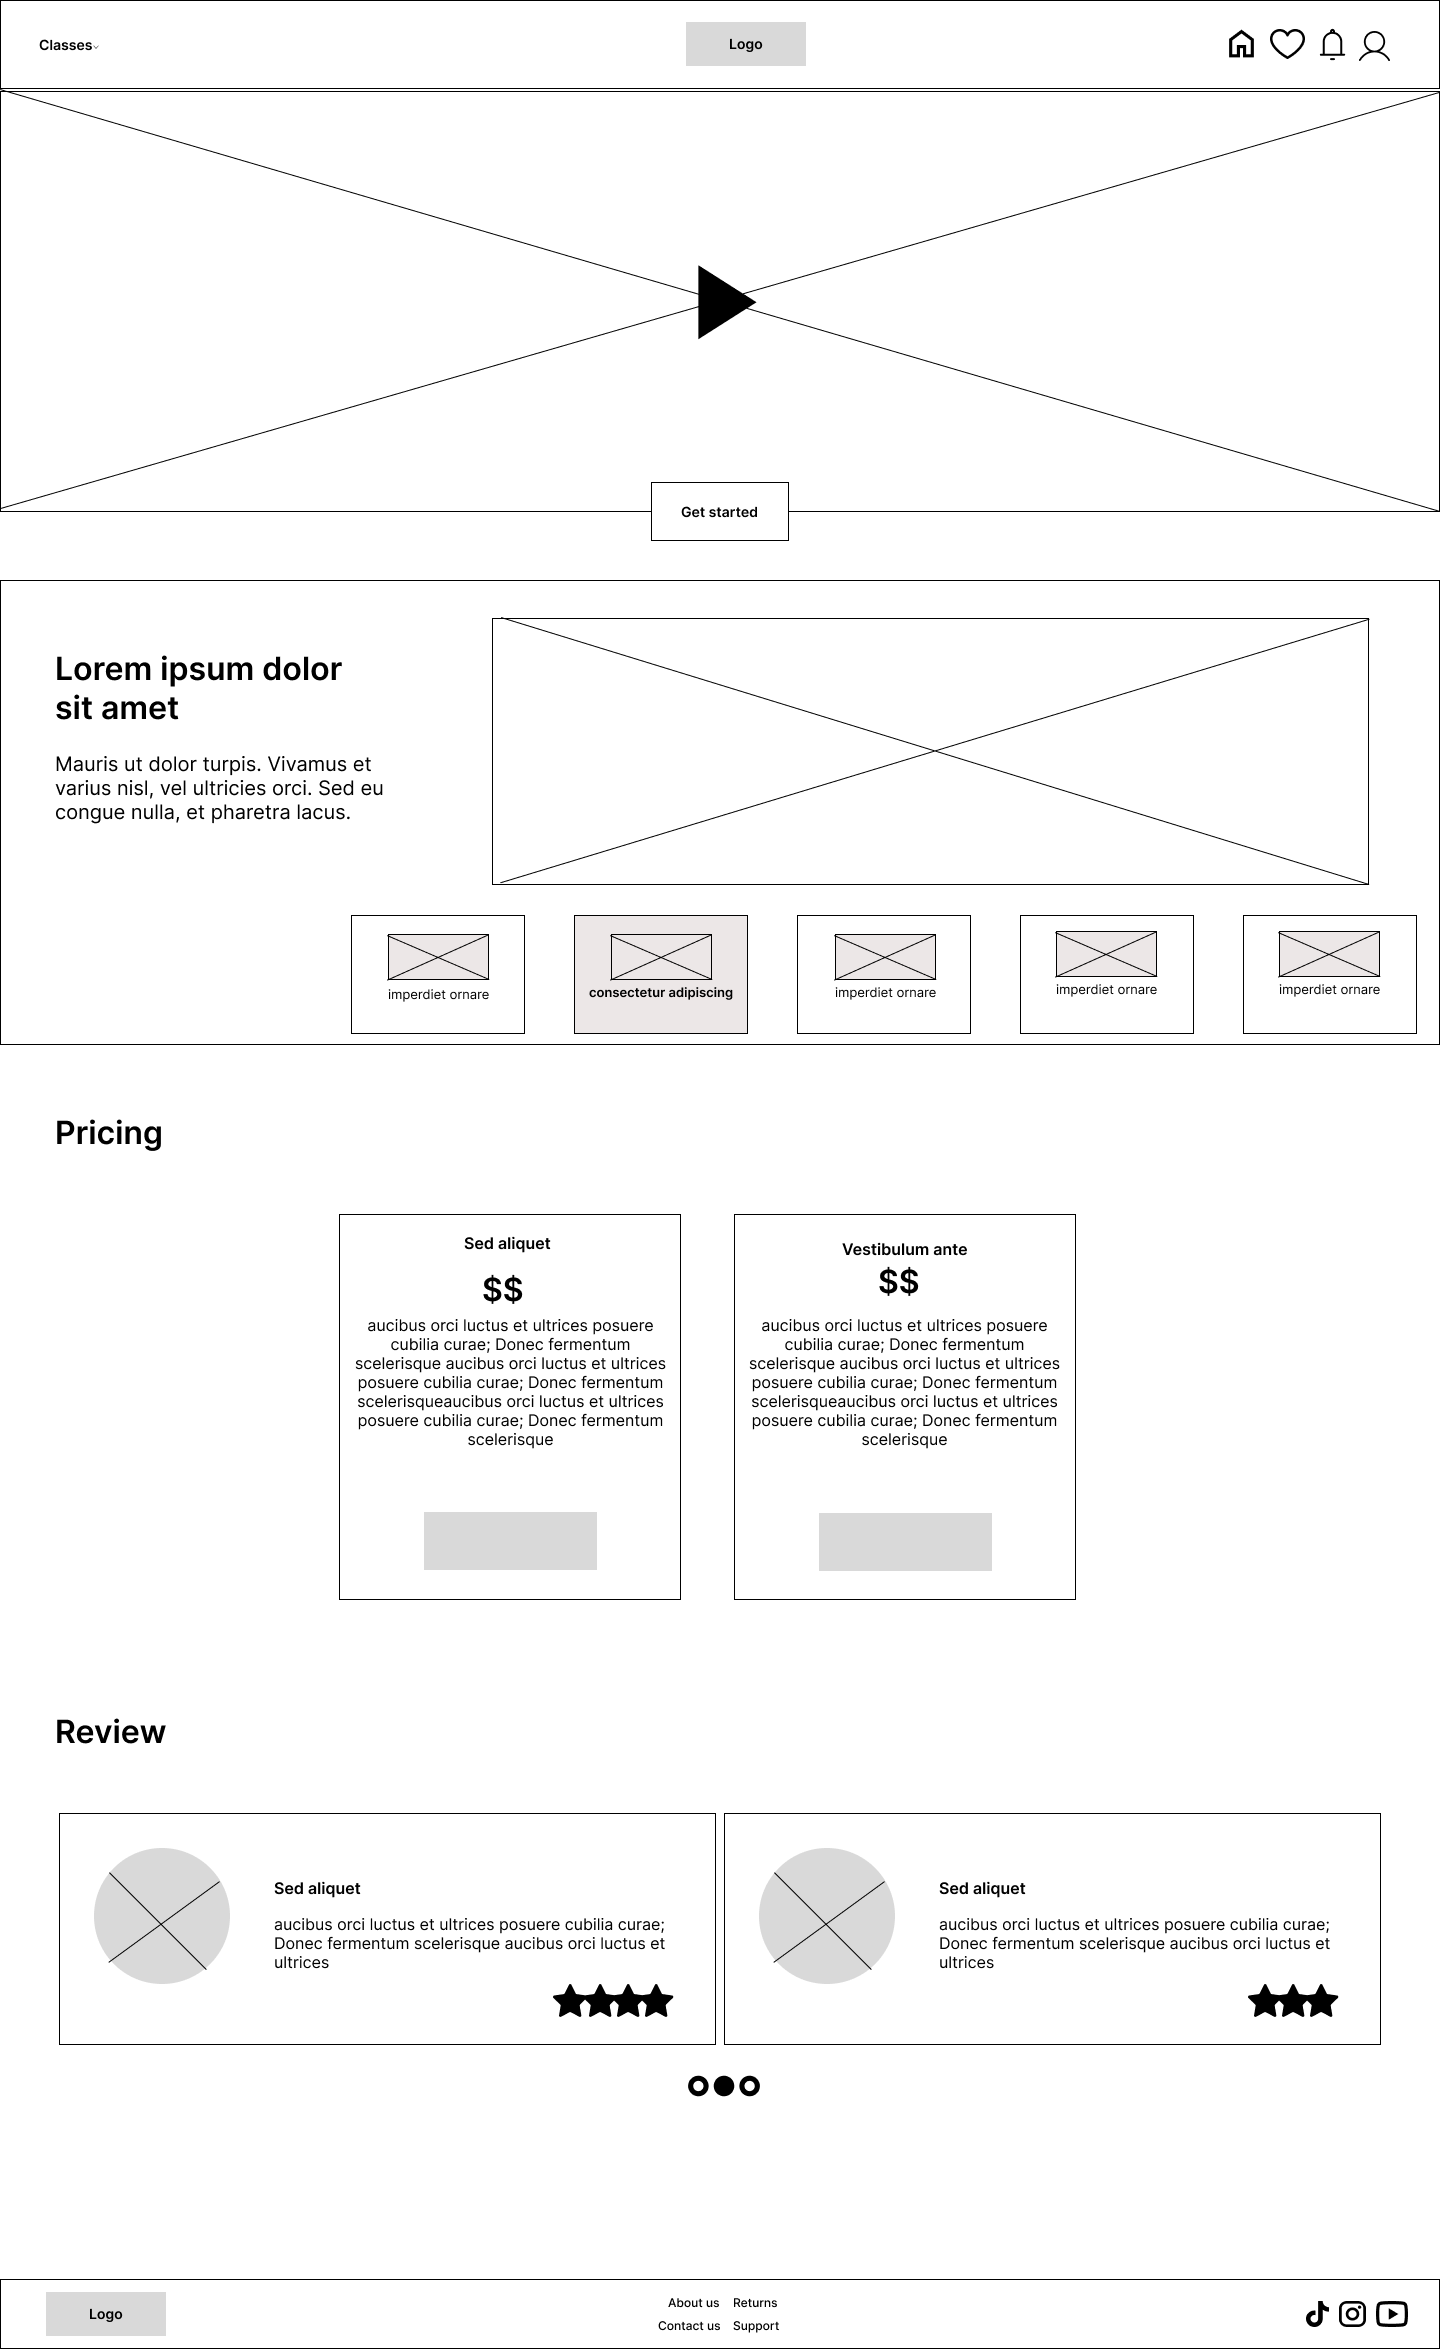 Classes
Logo
Get started
Lorem ipsum dolor
sit amet
Mauris ut dolor turpis. Vivamus et
varius nisl, vel ultricies orci. Sed eu
congue nulla, et pharetra lacus.
imperdiet ornare
consectetur adipiscing
imperdiet ornare
imperdiet ornare
imperdiet ornare
Pricing
Sed aliquet
$$
aucibus orci luctus et ultrices posuere
cubilia curae; Donec fermentum
scelerisque aucibus orci luctus et ultrices
posuere cubilia curae; Donec fermentum
scelerisqueaucibus orci luctus et ultrices
posuere cubilia curae; Donec fermentum
scelerisque
Vestibulum ante
$$
aucibus orci luctus et ultrices posuere
cubilia curae; Donec fermentum
scelerisque aucibus orci luctus et ultrices
posuere cubilia curae; Donec fermentum
scelerisqueaucibus orci luctus et ultrices
posuere cubilia curae; Donec fermentum
scelerisque
Review
Sed aliquet
aucibus orci luctus et ultrices posuere cubilia curae;
Donec fermentum scelerisque aucibus orci luctus et
ultrices
Sed aliquet
aucibus orci luctus et ultrices posuere cubilia curae;
Donec fermentum scelerisque aucibus orci luctus et
ultrices
Logo
About us Returns
Contact us Support